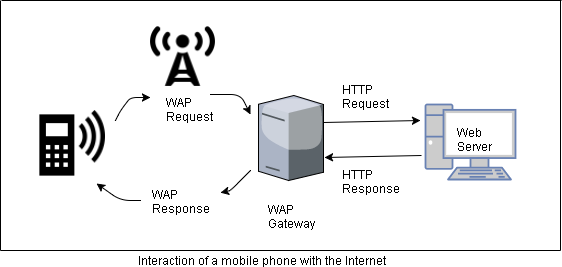 WAP
Request
HTTP
Request
Web
Server
WAP
Response
HTTP
Response
WAP
Gateway
Interaction of a mobile phone with the Internet